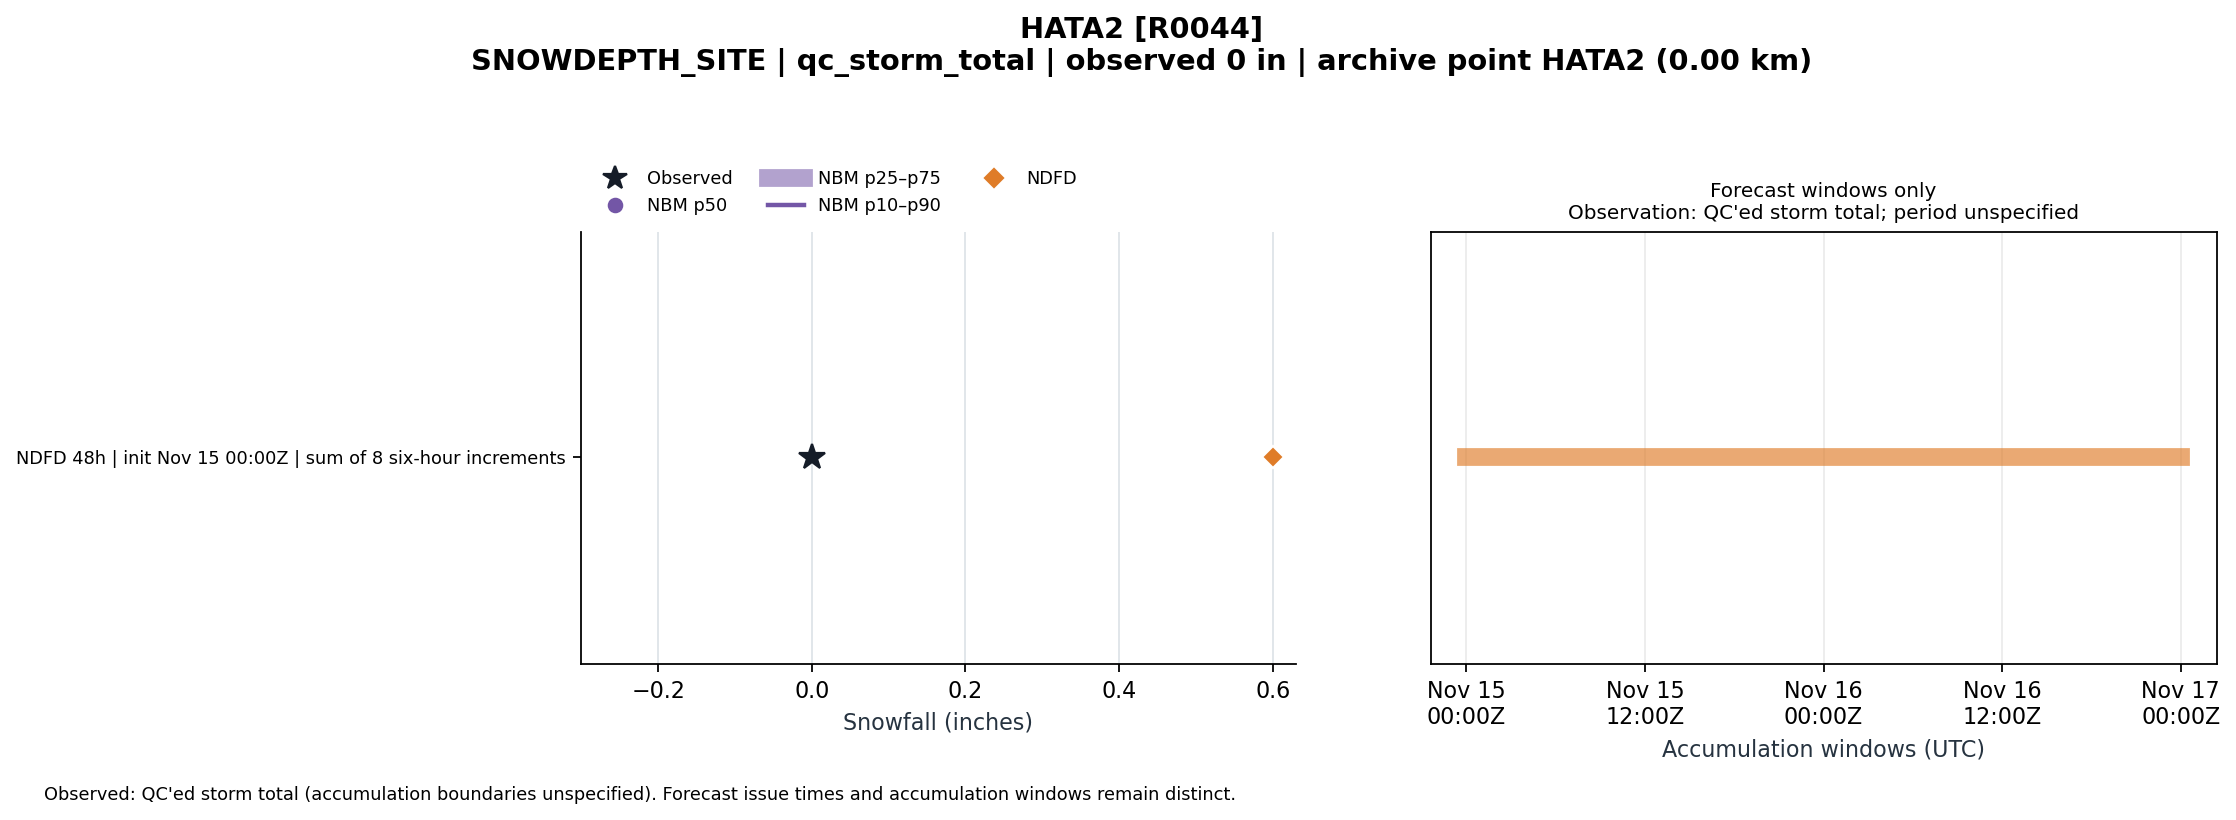 HATA2 [R0044]
SNOWDEPTH_SITE | qc_storm_total | observed 0 in | archive point HATA2 (0.00 km)
Observed
NBM p50
NBM p25–p75
NBM p10–p90
NDFD
NDFD 48h | init Nov 15 00:00Z | sum of 8 six-hour increments
−0.2
0.0
0.2
0.4
0.6
Snowfall (inches)
Forecast windows only
Observation: QC'ed storm total; period unspecified
Nov 15
00:00Z
Nov 15
12:00Z
Nov 16
00:00Z
Nov 16
12:00Z
Nov 17
00:00Z
Accumulation windows (UTC)
Observed: QC'ed storm total (accumulation boundaries unspecified). Forecast issue times and accumulation windows remain distinct.